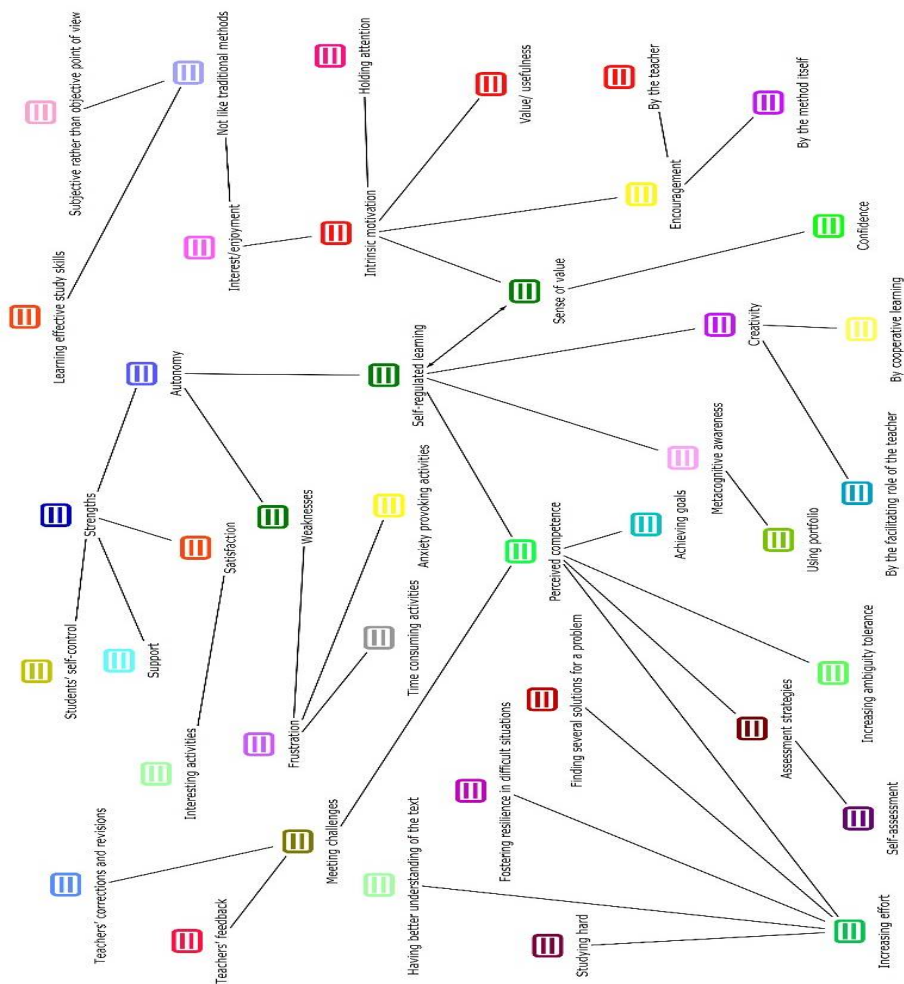 Subjective rather than objective point of view
Not like traditional methods
Holding attention
Value/ usefulness
By the teacher
By the method itself
Learning effective study skills
Interest/enjoyment
Intrinsic motivation
Encouragement
Sense of value
Confidence
Autonomy
Self-regulated learning
Creativity
By cooperative learning
Strengths
Satisfaction
Weaknesses
Anxiety provoking activities
Perceived competence
Achieving goals
Metacognitive awareness
Using portfolio
By the facilitating role of the teacher
Students' self-control
Support
Interesting activities
Frustration
Time consuming activities
Meeting challenges
Fostering resilience in difficult situations
Finding several solutions for a problem
Assessment strategies
Increasing ambiguity tolerance
Teachers' corrections and revisions
Teachers' feedback
Having better understanding of the text
Studying hard
Self-assessment
Increasing effort